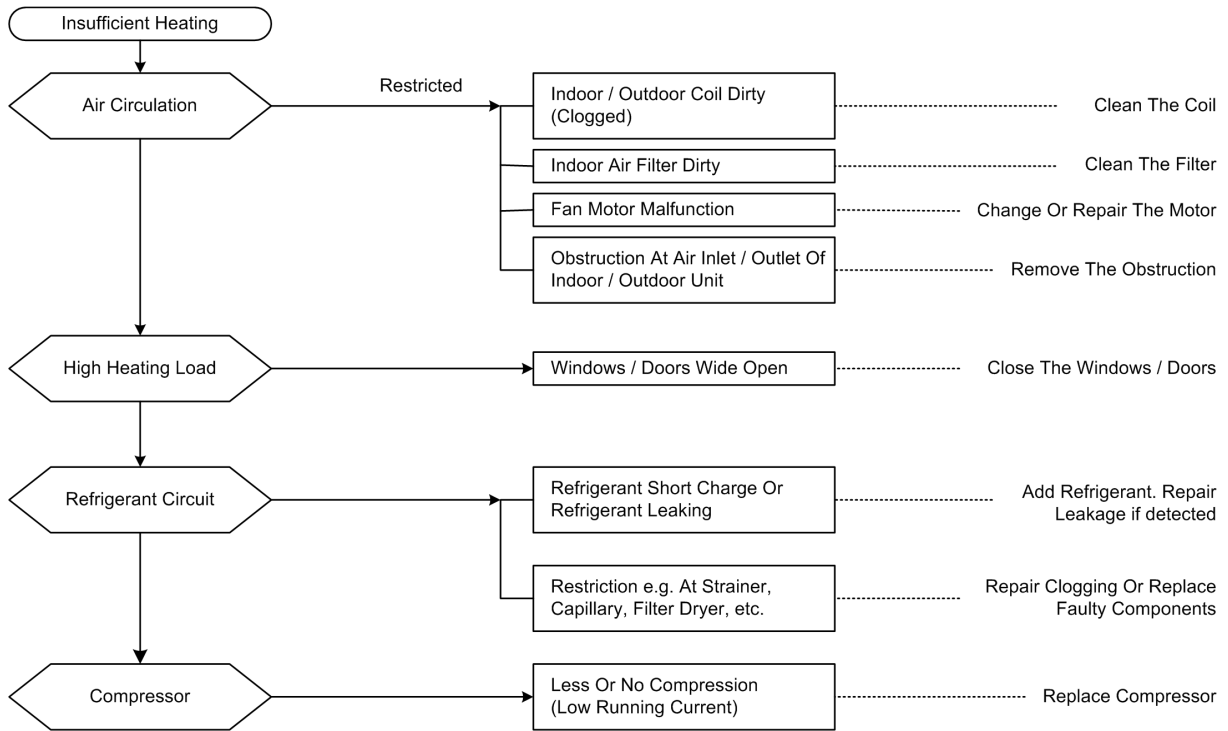 Insufficient Heating
Air Circulation
Restricted
Indoor / Outdoor Coil Dirty
(Clogged)
Clean The Coil
Indoor Air Filter Dirty
Clean The Filter
Fan Motor Malfunction
Change Or Repair The Motor
Obstruction At Air Inlet / Outlet Of
Indoor / Outdoor Unit
Remove The Obstruction
High Heating Load
Windows / Doors Wide Open
Close The Windows / Doors
Refrigerant Circuit
Refrigerant Short Charge Or
Refrigerant Leaking
Add Refrigerant. Repair
Leakage if detected
Restriction e.g. At Strainer,
Capillary, Filter Dryer, etc.
Repair Clogging Or Replace
Faulty Components
Compressor
Less Or No Compression
(Low Running Current)
Replace Compressor